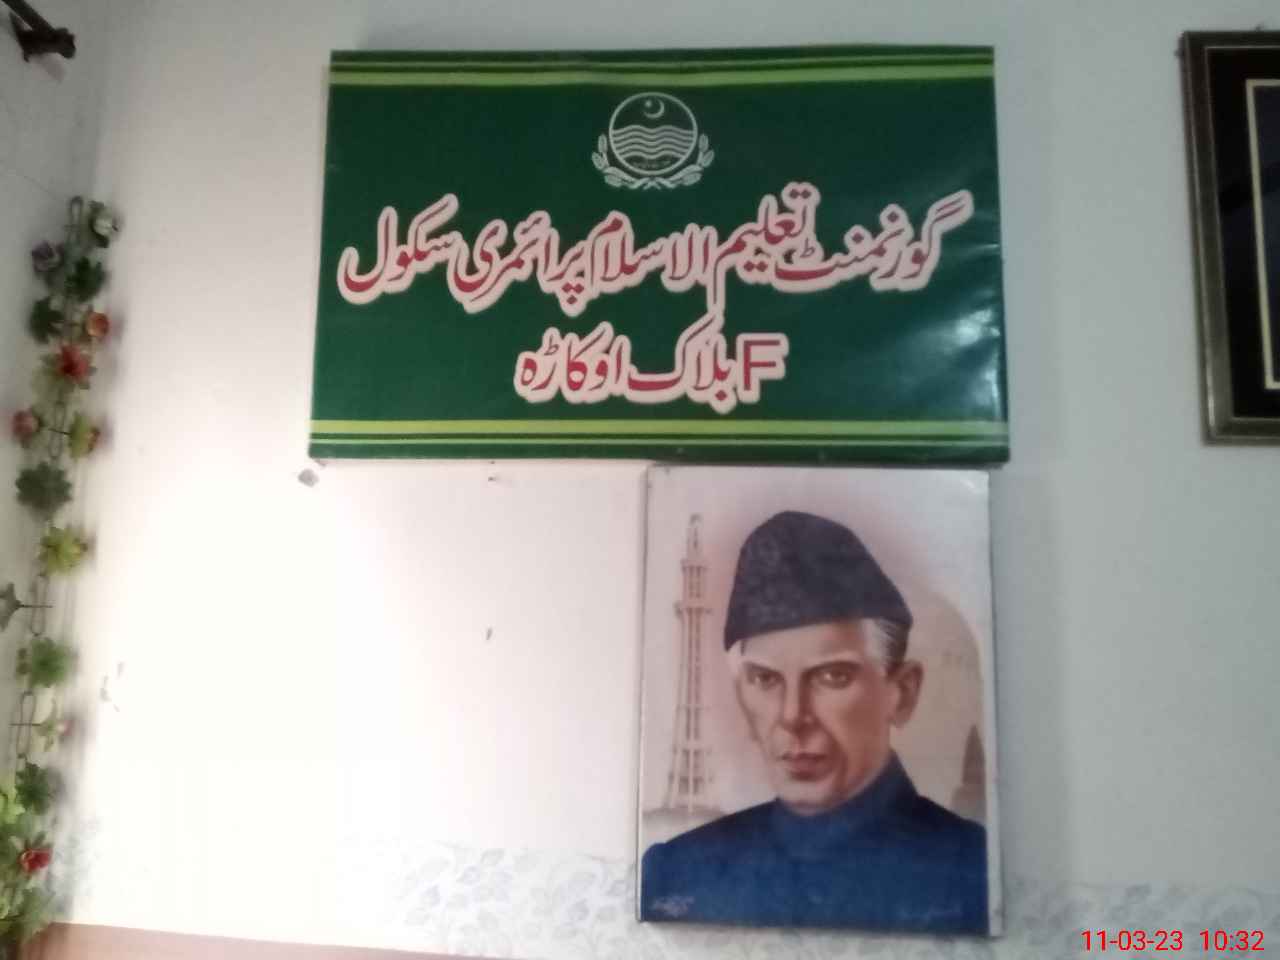 گورنمنٹ تعلیم الاسلام پرائمری سکول
F بلاک اوکاڑہ
11-03-23 10:32